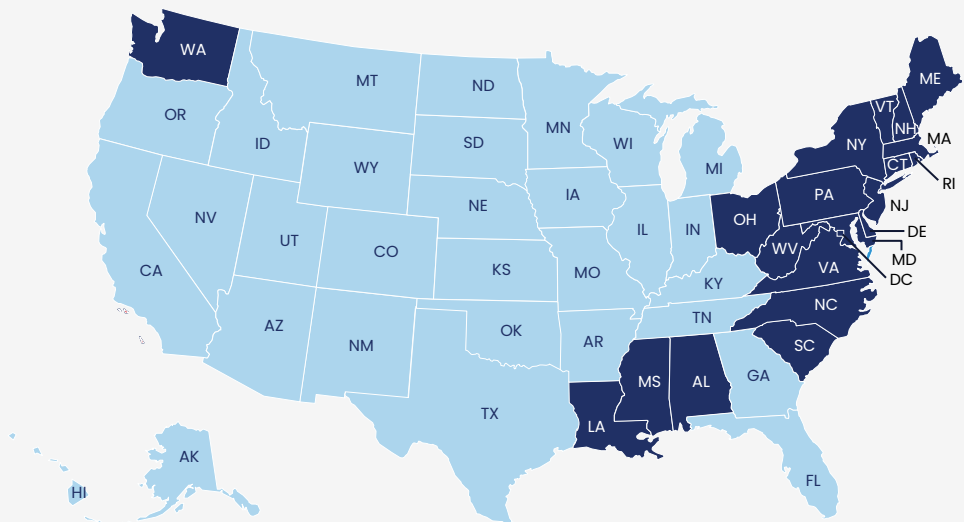 WA
ME
MT
ND
VT
OR
MN
NH
ID
SD
WI
NY
MA
WY
MI
CT
RI
IA
PA
NE
NJ
NV
OH
IL
IN
DE
UT
WV
CO
MD
CA
KS
MO
VA
DC
KY
NC
TN
AZ
OK
AR
SC
NM
GA
MS
AL
TX
LA
AK
FL
HI